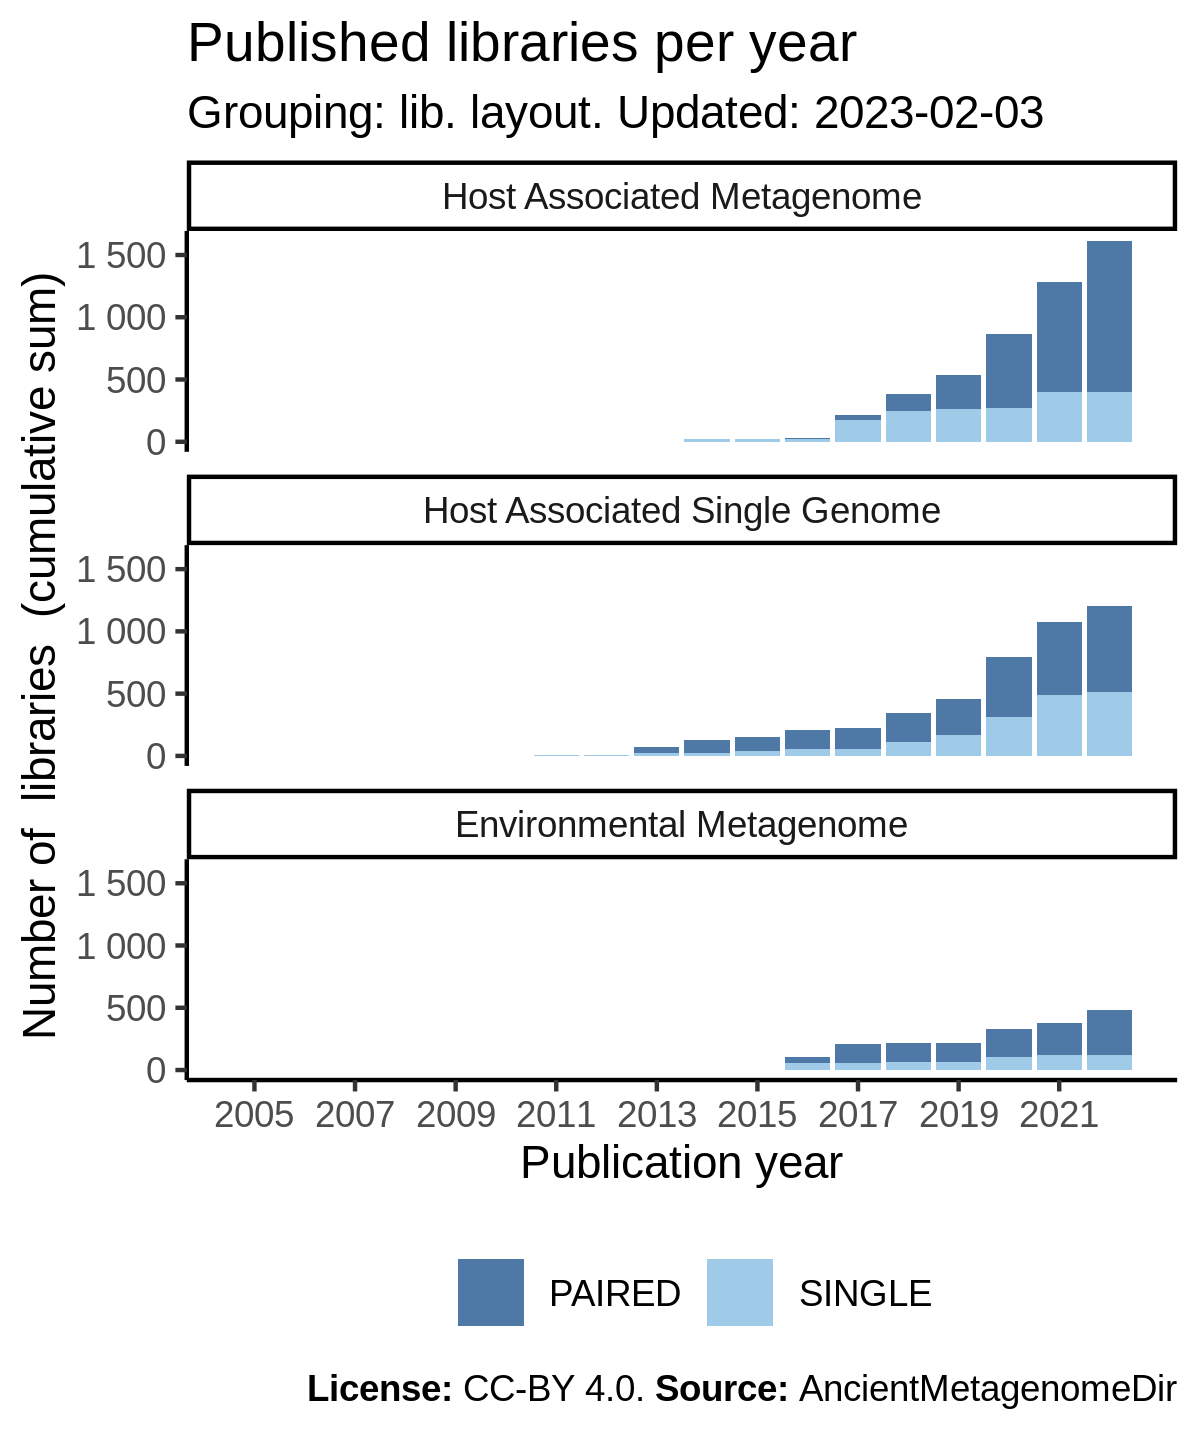 Published libraries per year
Grouping: lib. layout. Updated: 2023-02-03
Number of libraries (cumulative sum)
Host Associated Metagenome
1 500
1 000
500
0
Host Associated Single Genome
1 500
1 000
500
0
Environmental Metagenome
1 500
1 000
500
0
2005 2007 2009 2011 2013 2015 2017 2019 2021
Publication year
PAIRED SINGLE
License: CC-BY 4.0. Source: AncientMetagenomeDir